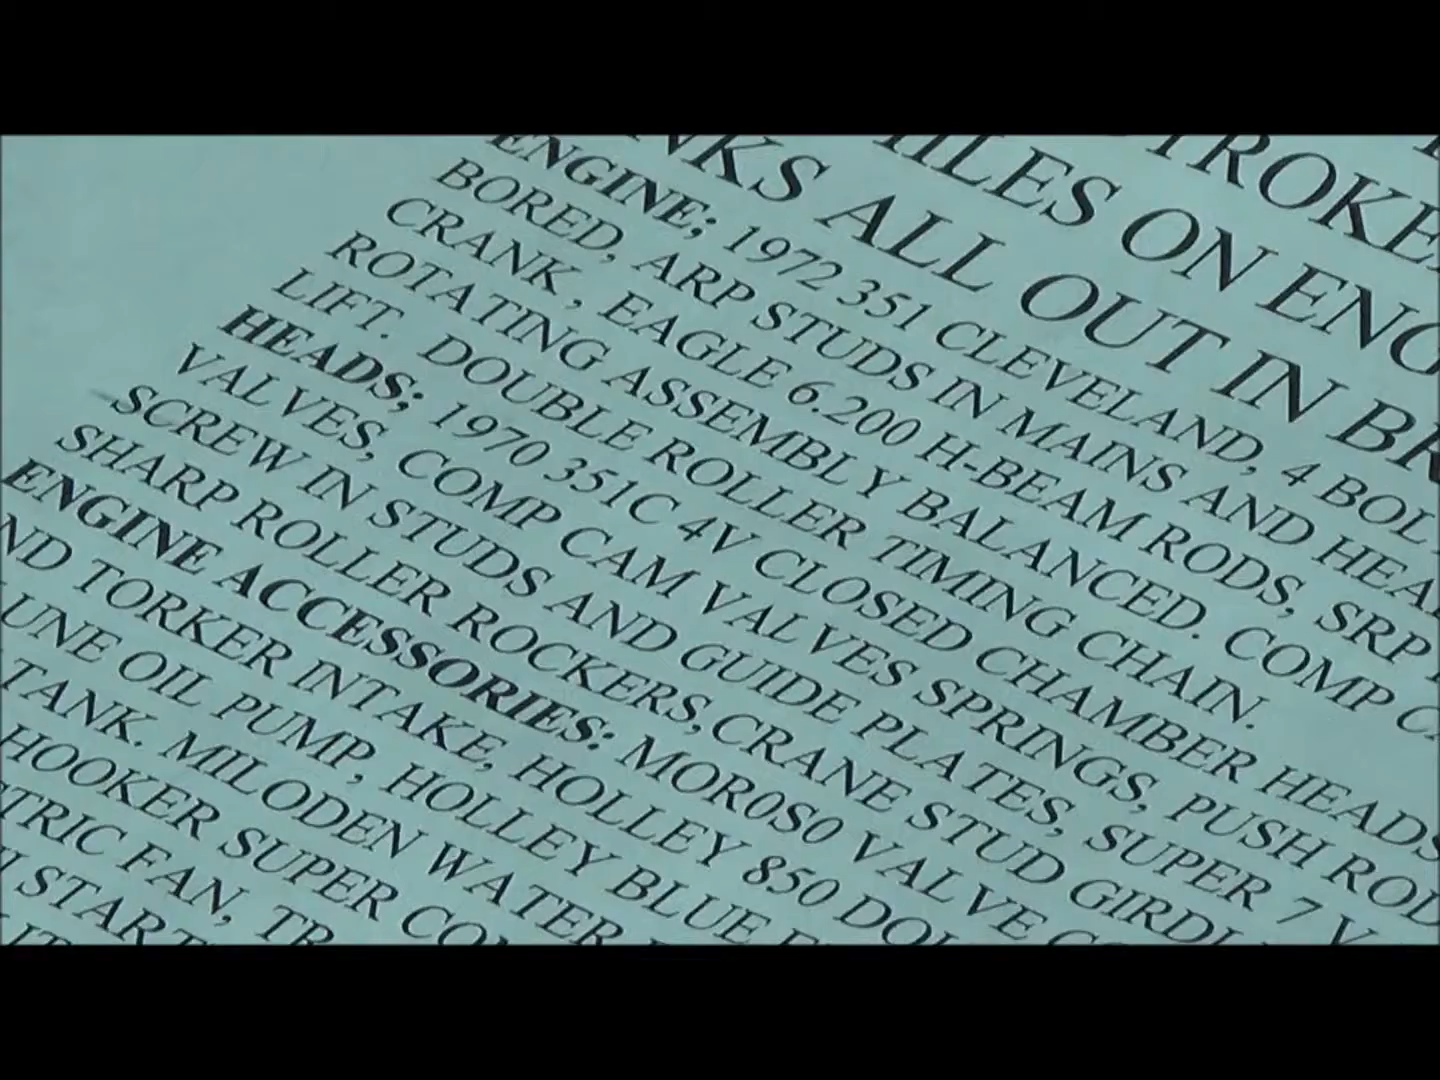 TROKE
ILES ON ENG
NKS ALL OUT IN BR
ENGINE; 1972 351 CLEVELAND, 4 BOL
BORED, ARP STUDS IN MAINS AND HEA
CRANK, EAGLE 6.200 H-BEAM RODS, SRP
ROTATING ASSEMBLY BALANCED. COMP C
LIFT. DOUBLE ROLLER TIMING CHAIN.
HEADS; 1970 351C 4V CLOSED CHAMBER HEADS
VALVES, COMP CAM VALVES SPRINGS, PUSH ROD
SCREW IN STUDS AND GUIDE PLATES, SUPER 7 V
SHARP ROLLER ROCKERS, CRANE STUD GIRDL
ENGINE ACCESSORIES: MOR0S0 VALVE CO
ND TORKER INTAKE, HOLLEY 850 DO
UNE OIL PUMP, HOLLEY BLUE
TANK. MILODEN WATER
HOOKER SUPER CO
TRIC FAN, TR
START